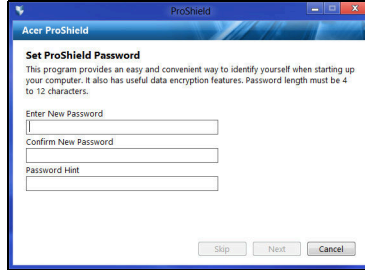 ProShield
Acer ProShield
Set ProShield Password
This program provides an easy and convenient way to identify yourself when starting up
your computer. It also has useful data encryption features. Password length must be 4
to 12 characters.
Enter New Password
Confirm New Password
Password Hint
Skip Next Cancel